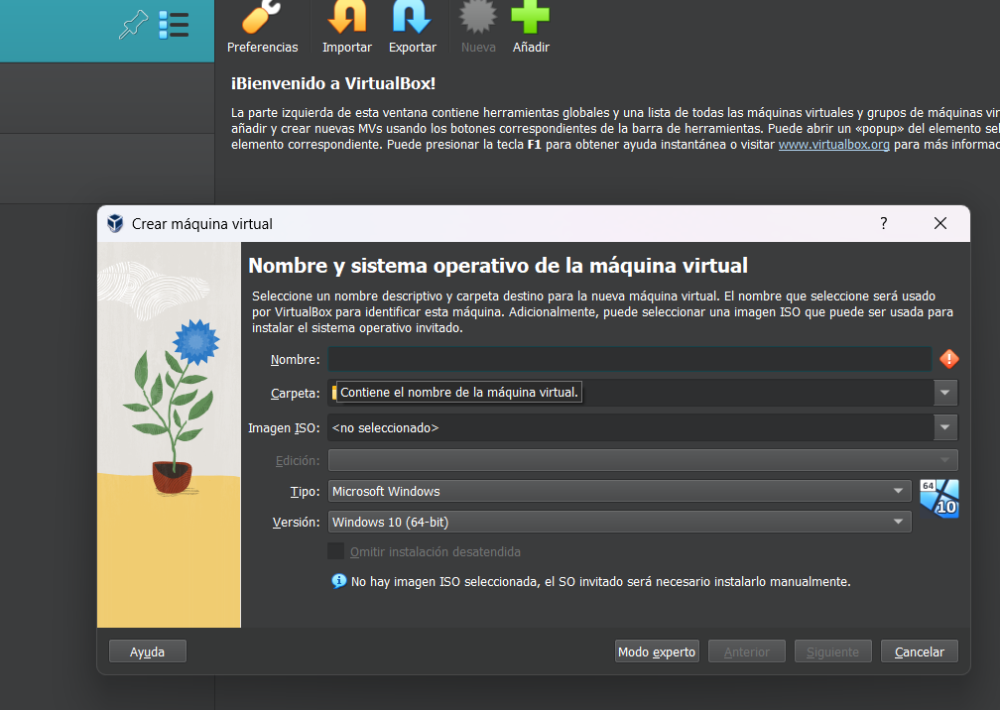 Preferencias
Importar
Exportar
Nueva
Añadir
¡Bienvenido a VirtualBox!
La parte izquierda de esta ventana contiene herramientas globales y una lista de todas las máquinas virtuales y grupos de máquinas
añadir y crear nuevas MVs usando los botones correspondientes de la barra de herramientas. Puede abrir un «popup» del elemento
elemento correspondiente. Puede presionar la tecla F1 para obtener ayuda instantánea o visitar www.virtualbox.org para más
Crear máquina virtual
?
Nombre y sistema operativo de la máquina virtual
Seleccione un nombre descriptivo y carpeta destino para la nueva máquina virtual. El nombre que seleccione será usado
por VirtualBox para identificar esta máquina. Adicionalmente, puede seleccionar una imagen ISO que puede ser usada para
instalar el sistema operativo invitado.
Nombre:
Carpeta:
Contiene el nombre de la máquina virtual.
Imagen ISO: <no seleccionado>
Edición:
Tipo: Microsoft Windows
64
10
Versión: Windows 10 (64-bit)
Omitir instalación desatendida
No hay imagen ISO seleccionada, el SO invitado será necesario instalarlo manualmente.
Ayuda
Modo experto
Anterior
Siguiente
Cancelar